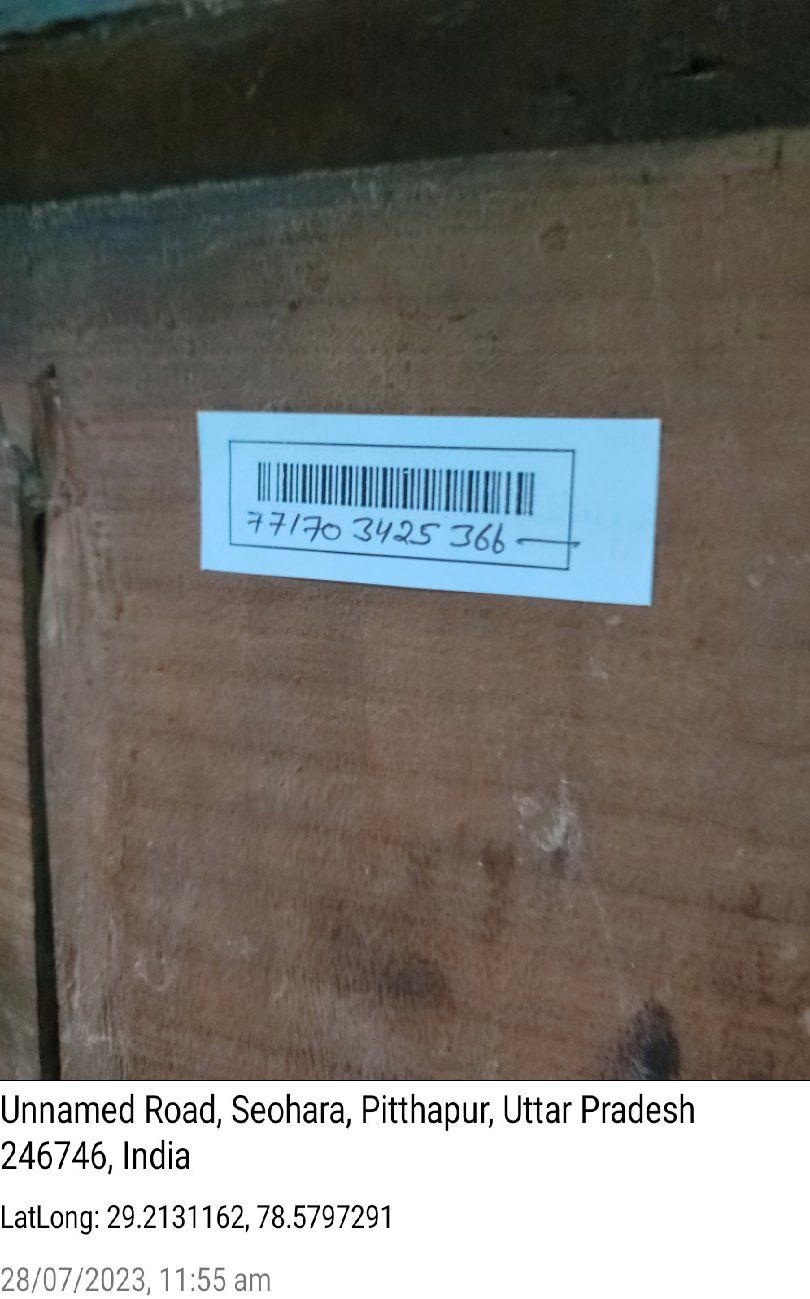 77170 3425 366
Unnamed Road, Seohara, Pitthapur, Uttar Pradesh
246746, India
LatLong: 29.2131162, 78.5797291
28/07/2023, 11:55 am